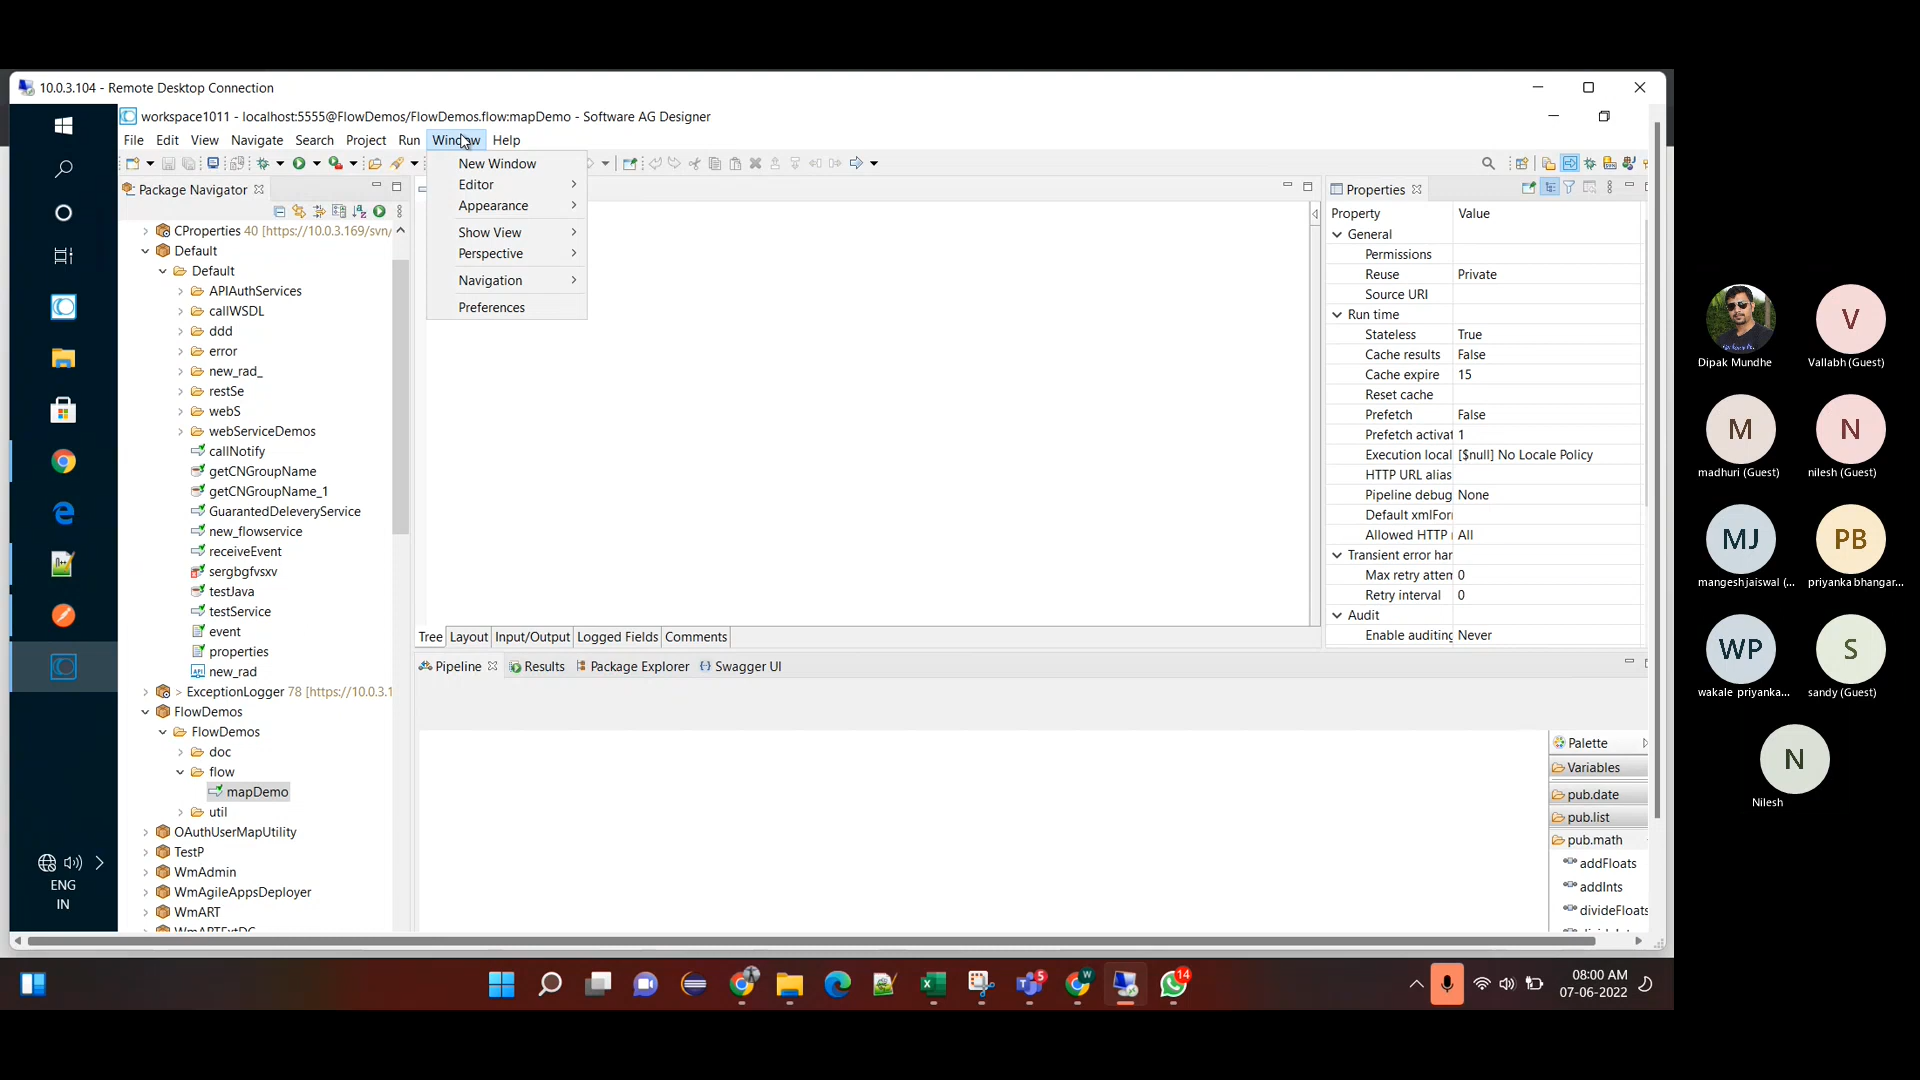 10.0.3.104 - Remote Desktop Connection
workspace1011 - localhost:5555@FlowDemos/FlowDemos.flow:mapDemo - Software AG Designer
File Edit View Navigate Search Project Run Window Help
New Window
Editor
Appearance
Show View
Perspective
Navigation
Preferences
Package Navigator
CProperties 40 [https://10.0.3.169/svn/
Default
Default
APIAuthServices
callWSDL
ddd
error
new_rad_
restSe
webS
webServiceDemos
callNotify
getCNGroupName
getCNGroupName_1
GuarantedDeleveryService
new_flowservice
receiveEvent
sergbgfvsxv
testJava
testService
event
properties
new_rad
> ExceptionLogger 78 [https://10.0.3.1
FlowDemos
FlowDemos
doc
flow
mapDemo
util
OAuthUserMapUtility
TestP
WmAdmin
WmAgileAppsDeployer
WmART
WmARTExtDC
Tree Layout Input/Output Logged Fields Comments
Pipeline Results Package Explorer Swagger UI
Properties
Property Value
General
Permissions
Reuse Private
Source URI
Run time
Stateless True
Cache results False
Cache expire 15
Reset cache
Prefetch False
Prefetch activat 1
Execution local [$null] No Locale Policy
HTTP URL alias
Pipeline debug None
Default xmlFor
Allowed HTTP All
Transient error har
Max retry attem 0
Retry interval 0
Audit
Enable auditing Never
Palette
Variables
pub.date
pub.list
pub.math
addFloats
addInts
divideFloats
ENG
IN
08:00 AM
07-06-2022
5
W
14
Dipak Mundhe
V
Vallabh (Guest)
M
madhuri (Guest)
N
nilesh (Guest)
MJ
mangeshjaiswal (...
PB
priyanka bhangar...
WP
wakale priyanka...
S
sandy (Guest)
N
Nilesh